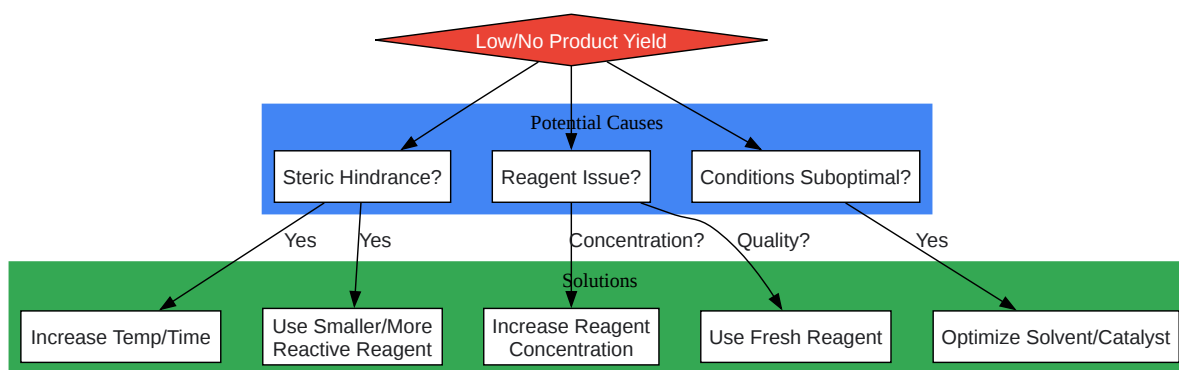 Low/No Product Yield
Potential Causes
Steric Hindrance?
Reagent Issue?
Conditions Suboptimal?
Yes
Yes
Concentration?
Quality?
Yes
Solutions
Increase Temp/Time
Use Smaller/More
Reactive Reagent
Increase Reagent
Concentration
Use Fresh Reagent
Optimize Solvent/Catalyst